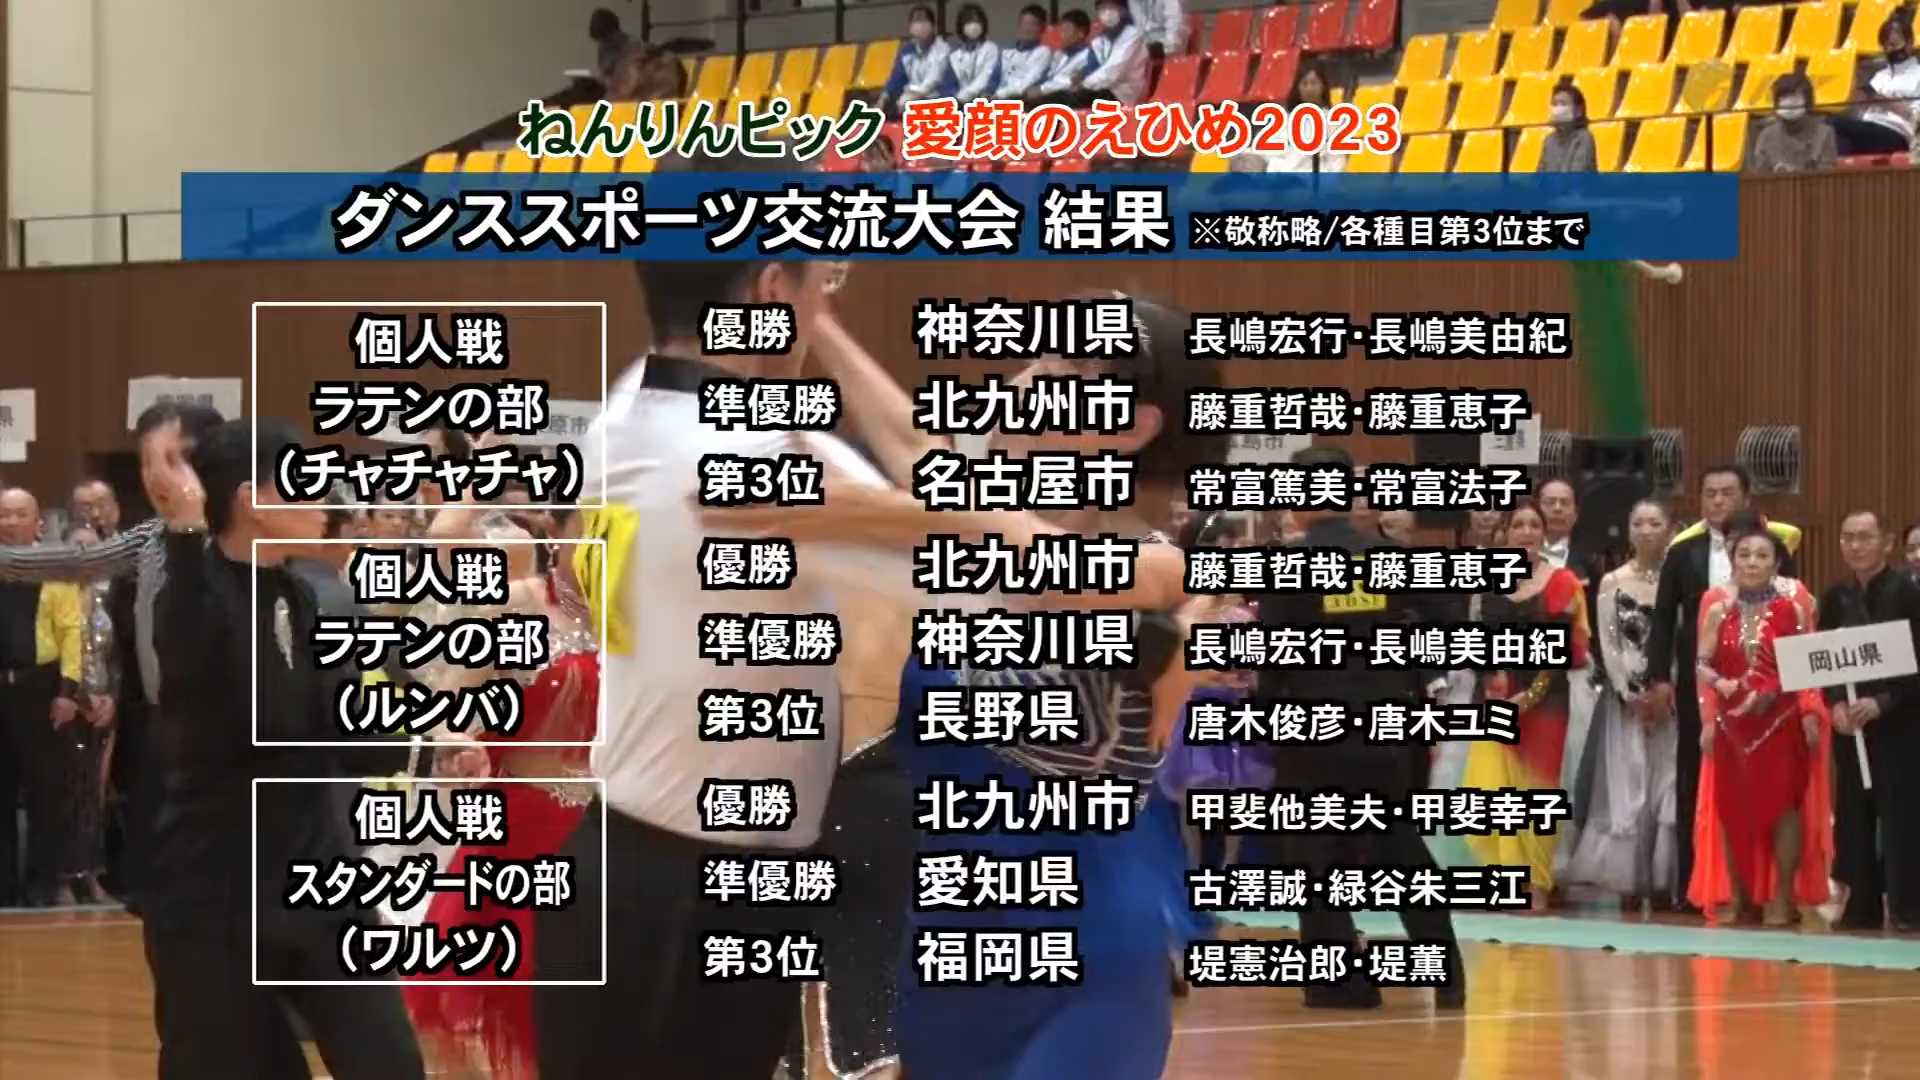 ねんりんピック 愛顔のえひめ2023
ダンススポーツ交流大会 結果 ※敬称略/各種目第3位まで
個人戦
ラテンの部
（チャチャチャ）
優勝 神奈川県 長嶋宏行・長嶋美由紀
準優勝 北九州市 藤重哲哉・藤重恵子
第3位 名古屋市 常富篤美・常富法子
個人戦
ラテンの部
（ルンバ）
優勝 北九州市 藤重哲哉・藤重恵子
準優勝 神奈川県 長嶋宏行・長嶋美由紀
第3位 長野県 唐木俊彦・唐木ユミ
個人戦
スタンダードの部
（ワルツ）
優勝 北九州市 甲斐他美夫・甲斐幸子
準優勝 愛知県 古澤誠・緑谷朱三江
第3位 福岡県 堤憲治郎・堤薫
岡山県